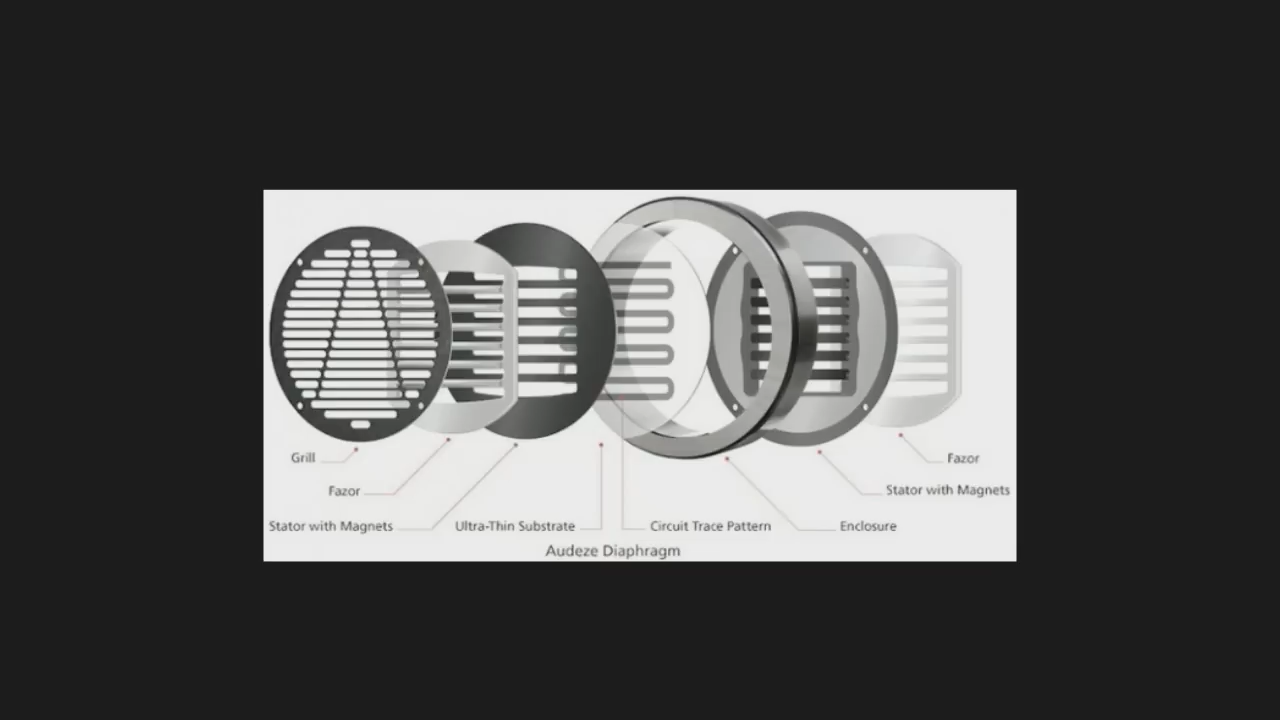 Grill
Fazor
Stator with Magnets
Ultra-Thin Substrate
Circuit Trace Pattern
Enclosure
Stator with Magnets
Fazor
Audeze Diaphragm